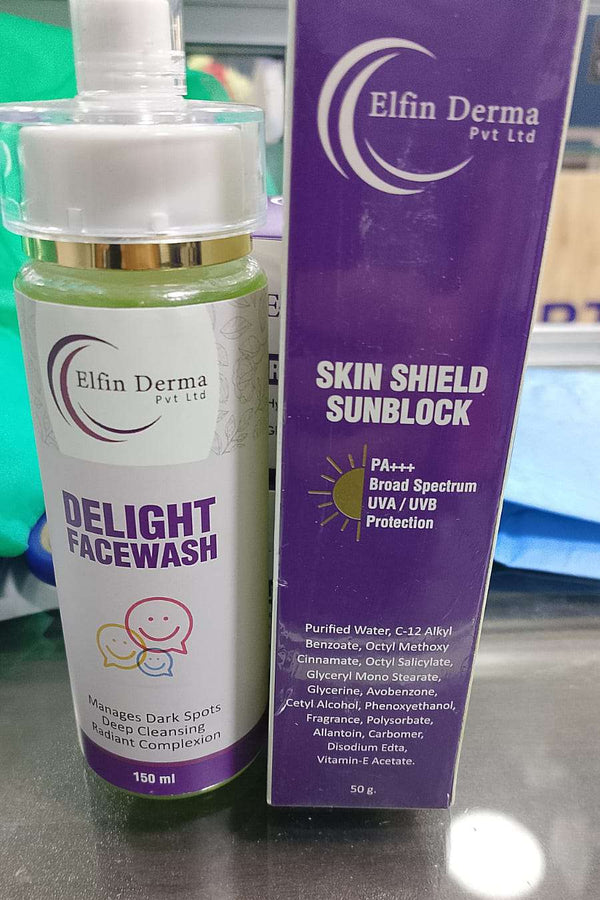 Elfin Derma
Pvt Ltd
DELIGHT
FACEWASH
Manages Dark Spots
Deep Cleansing
Radiant Complexion
150 ml
Elfin Derma
Pvt Ltd
SKIN SHIELD
SUNBLOCK
PA+++
Broad Spectrum
UVA / UVB
Protection
Purified Water, C-12 Alkyl
Benzoate, Octyl Methoxy
Cinnamate, Octyl Salicylate,
Glyceryl Mono Stearate,
Glycerine, Avobenzone,
Cetyl Alcohol, Phenoxyethanol,
Fragrance, Polysorbate,
Allantoin, Carbomer,
Disodium Edta,
Vitamin-E Acetate.
50 g.